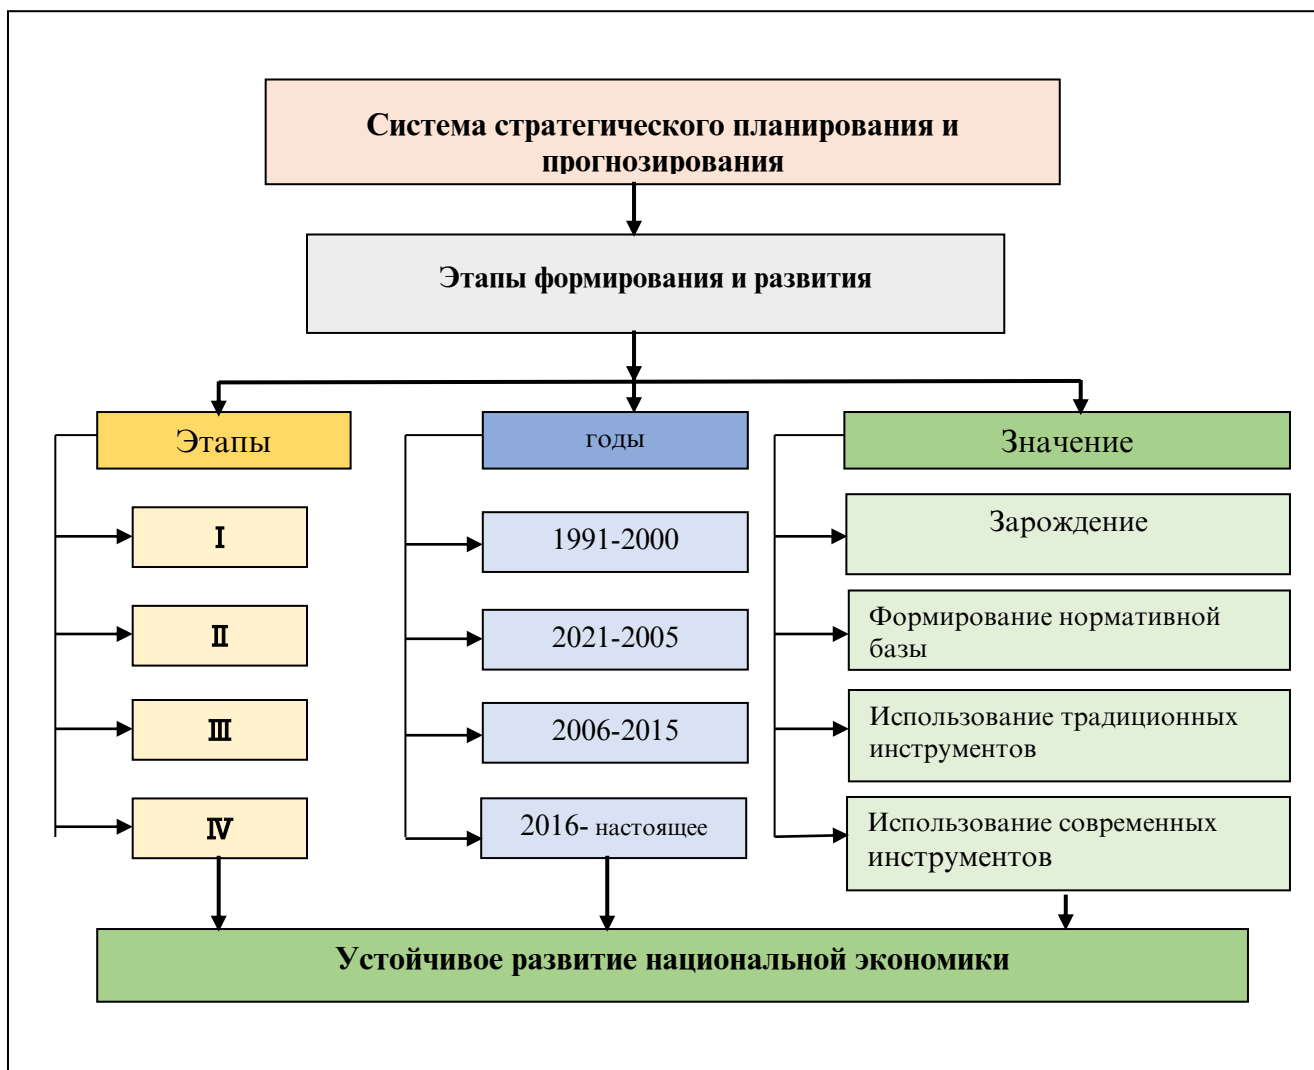 Система стратегического планирования и
прогнозирования
Этапы формирования и развития
Этапы
годы
Значение
I
1991-2000
Зарождение
II
2021-2005
Формирование нормативной
базы
III
2006-2015
Использование традиционных
инструментов
IV
2016- настоящее
Использование современных
инструментов
Устойчивое развитие национальной экономики